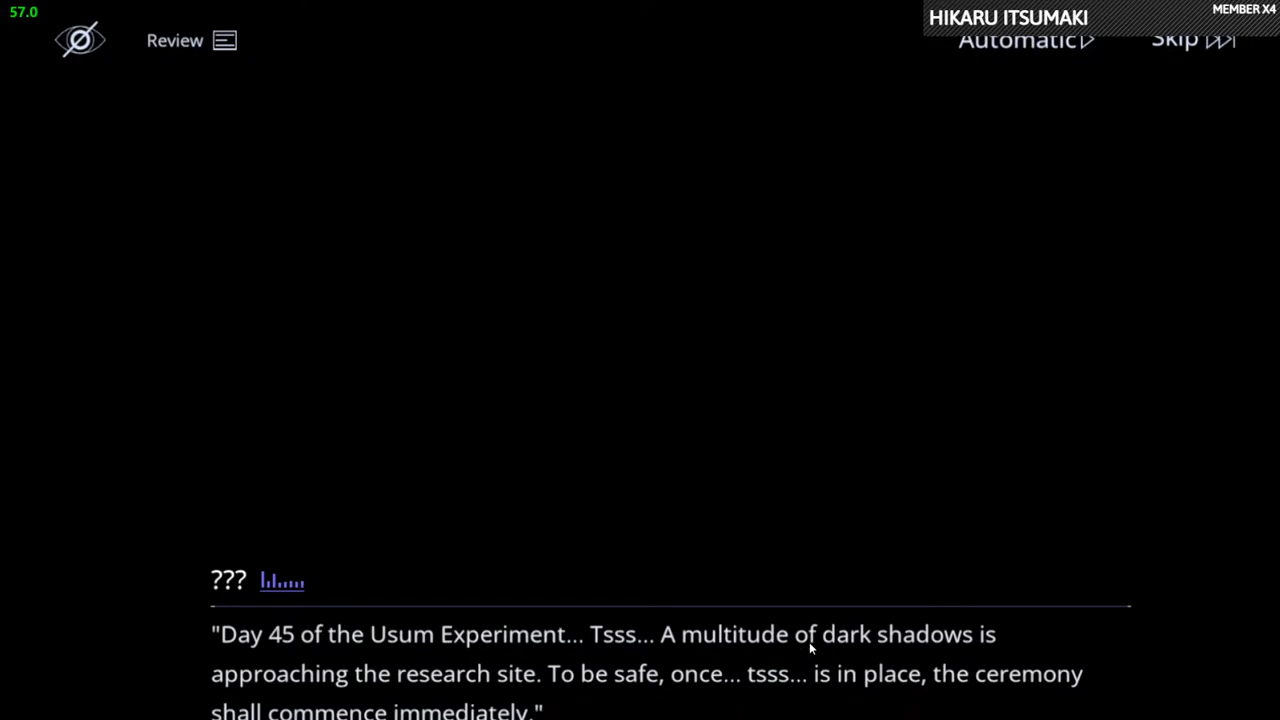 57.0
HIKARU ITSUMAKI
MEMBER X4
Review
Automatic
Skip
???
"Day 45 of the Usum Experiment... Tsss... A multitude of dark shadows is
approaching the research site. To be safe, once... tsss... is in place, the ceremony
shall commence immediately."